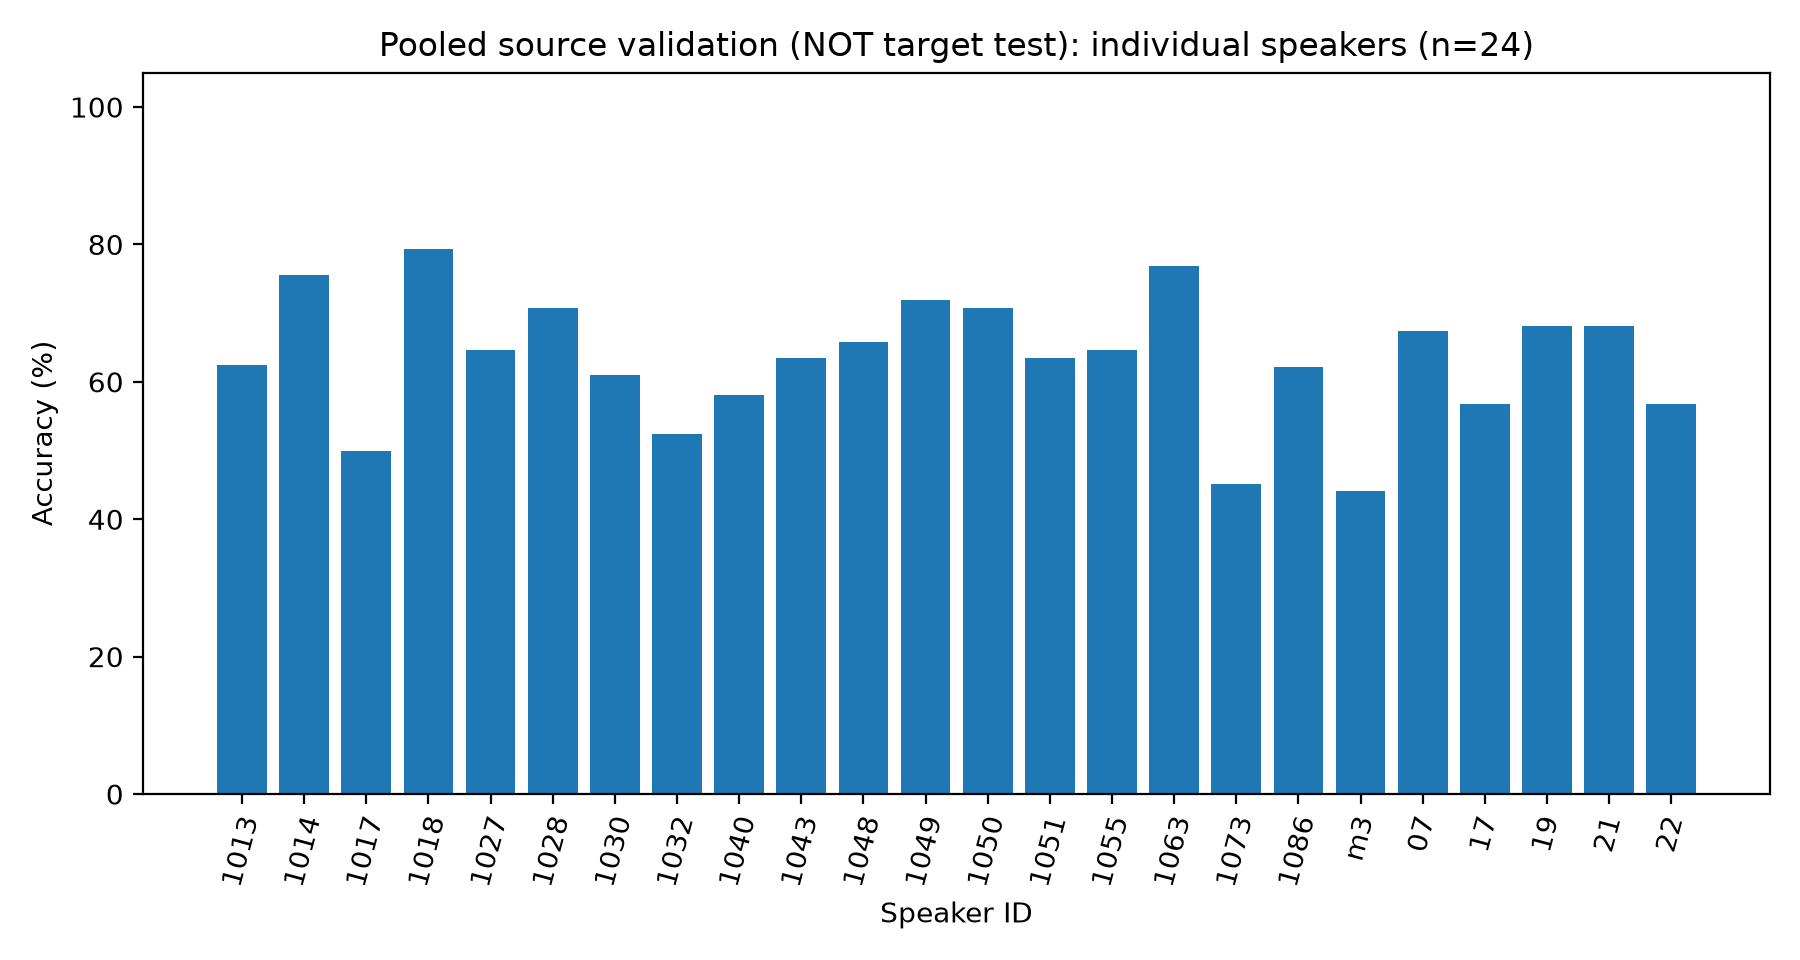 Pooled source validation (NOT target test): individual speakers (n=24)
100
80
60
40
20
0
Accuracy (%)
1013 1014 1017 1018 1027 1028 1030 1032 1040 1043 1048 1049 1050 1051 1055 1063 1073 1086 m3 07 17 19 21 22
Speaker ID